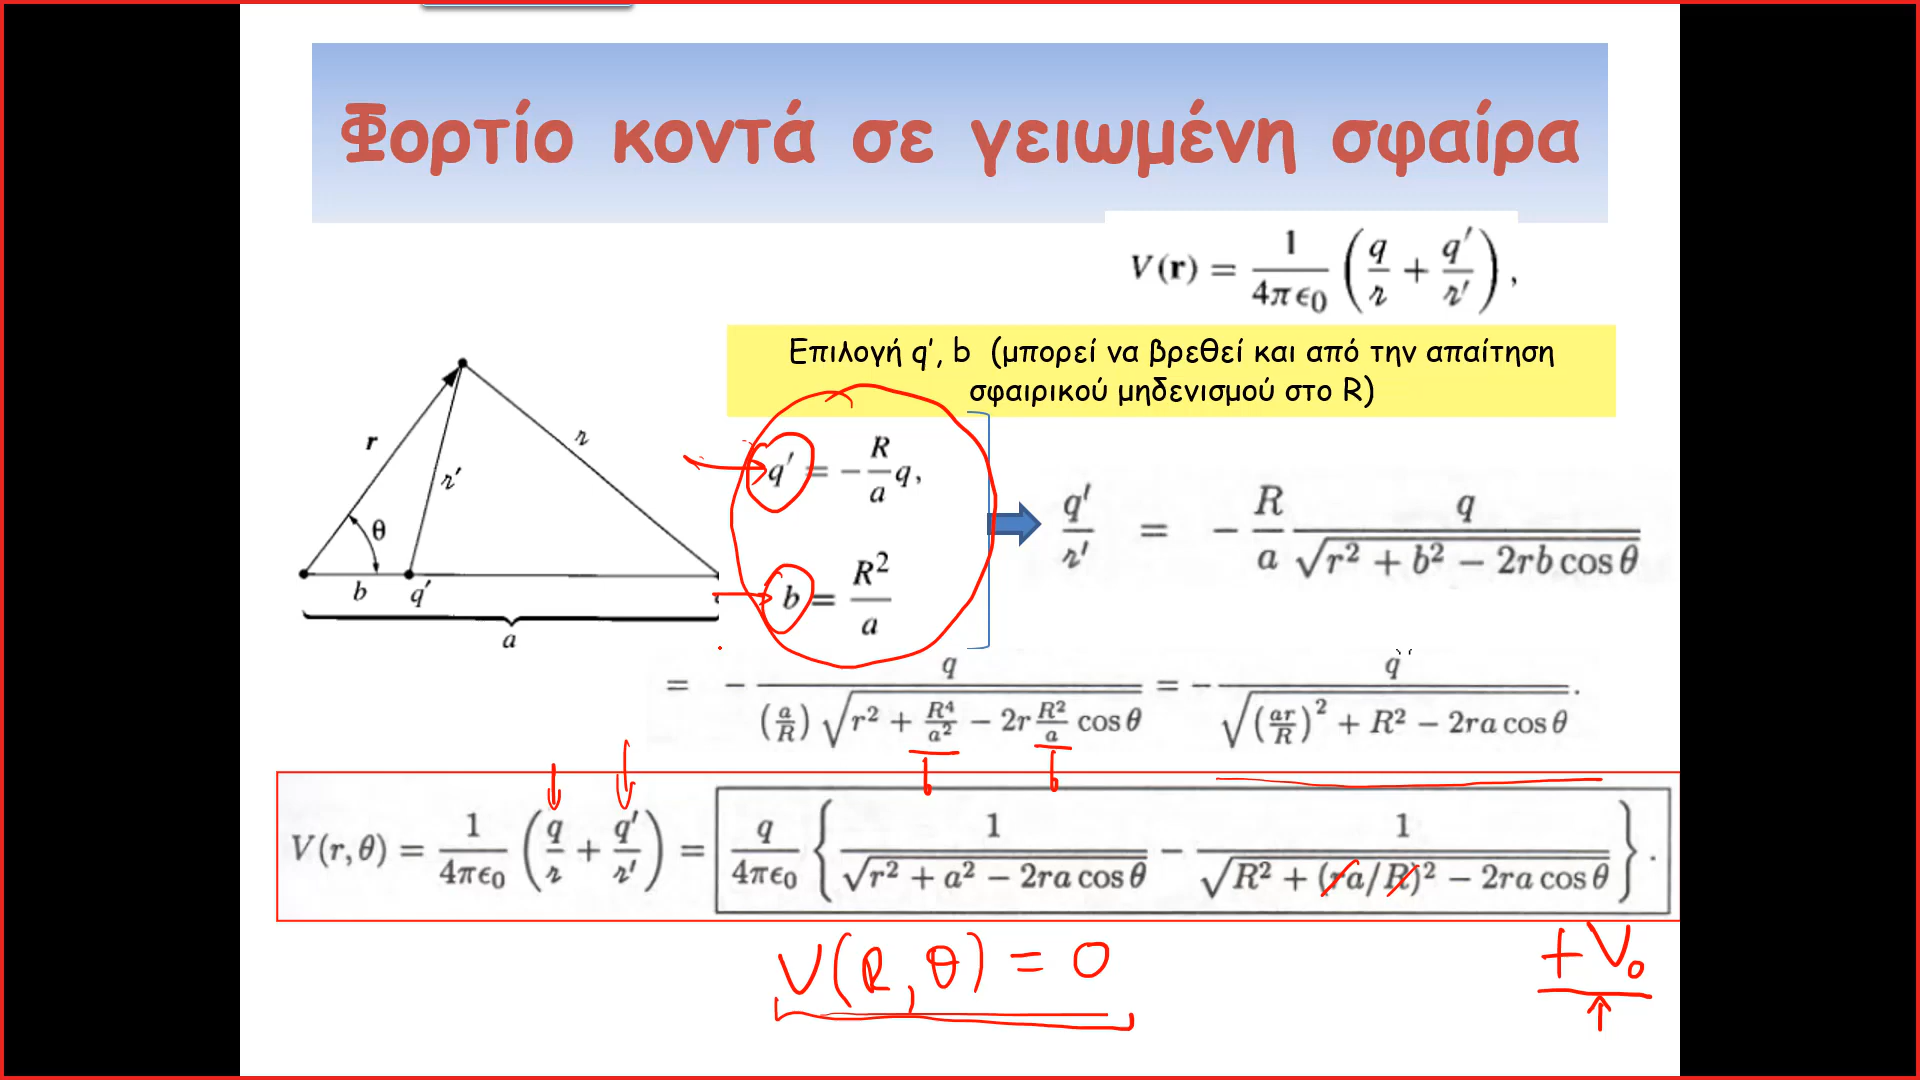 Φορτίο κοντά σε γειωμένη σφαίρα
V(r) = 1/4πϵ₀ (q/𝓇 + q′/𝓇′),
Επιλογή q', b (μπορεί να βρεθεί και από την απαίτηση
σφαιρικού μηδενισμού στο R)
r
𝓇
𝓇′
θ
b
q′
a
q′ = −R/a q,
b = R²/a
q′/𝓇′ = −R/a q/√(r² + b² − 2rb cos θ)
= − q/((a/R) √(r² + R⁴/a² − 2r R²/a cos θ)) = − q/√((ar/R)² + R² − 2ra cos θ).
b b
V(r, θ) = 1/4πϵ₀ (q/𝓇 + q′/𝓇′) = q/4πϵ₀ {1/√(r² + a² − 2ra cos θ) − 1/√(R² + (ra/R)² − 2ra cos θ)}.
V(R, θ) = 0
+V₀